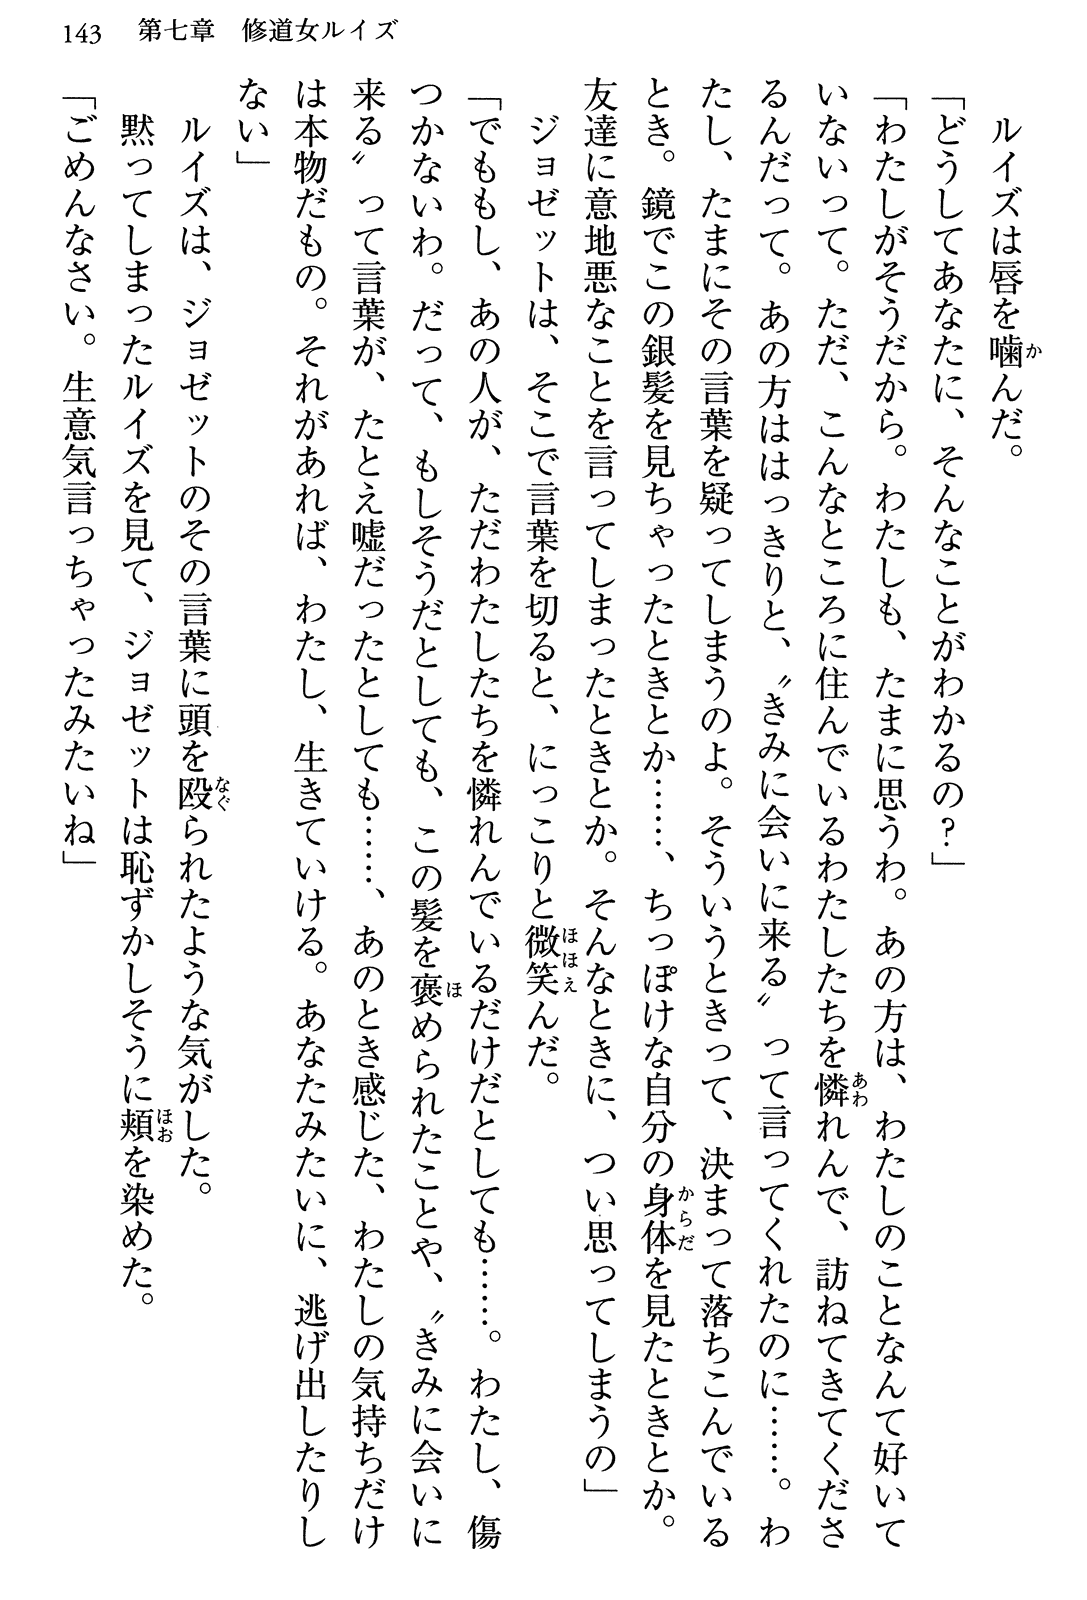 143　第七章　修道女ルイズ
　ルイズは唇を噛んだ。
「どうしてあなたに、そんなことがわかるの？」
「わたしがそうだから。わたしも、たまに思うわ。あの方は、わたしのことなんて好いて
いないって。ただ、こんなところに住んでいるわたしたちを憐れんで、訪ねてきてくださ
るんだって。あの方ははっきりと、〝きみに会いに来る〟って言ってくれたのに……。わ
たし、たまにその言葉を疑ってしまうのよ。そういうときって、決まって落ちこんでいる
とき。鏡でこの銀髪を見ちゃったときとか……、ちっぽけな自分の身体を見たときとか。
友達に意地悪なことを言ってしまったときとか。そんなときに、つい思ってしまうの」
　ジョゼットは、そこで言葉を切ると、にっこりと微笑んだ。
「でももし、あの人が、ただわたしたちを憐れんでいるだけだとしても……。わたし、傷
つかないわ。だって、もしそうだとしても、この髪を褒められたことや、〝きみに会いに
来る〟って言葉が、たとえ嘘だったとしても……、あのとき感じた、わたしの気持ちだけ
は本物だもの。それがあれば、わたし、生きていける。あなたみたいに、逃げ出したりし
ない」
　ルイズは、ジョゼットのその言葉に頭を殴られたような気がした。
　黙ってしまったルイズを見て、ジョゼットは恥ずかしそうに頬を染めた。
「ごめんなさい。生意気言っちゃったみたいね」